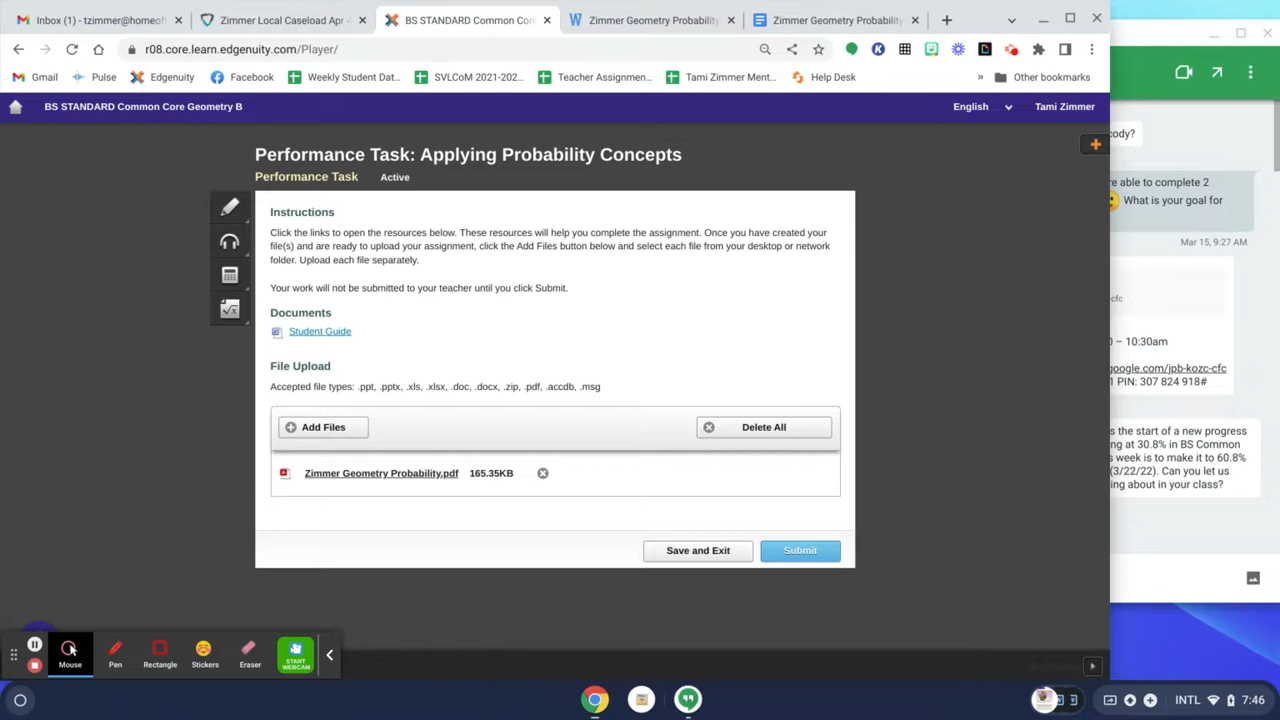 Inbox (1) - tzimmer@homeoff
Zimmer Local Caseload Apr
BS STANDARD Common Core
Zimmer Geometry Probability
Zimmer Geometry Probability
r08.core.learn.edgenuity.com/Player/
Gmail
Pulse
Edgenuity
Facebook
Weekly Student Dat...
SVLCoM 2021-202...
Teacher Assignmen...
Tami Zimmer Ment...
Help Desk
»
Other bookmarks
BS STANDARD Common Core Geometry B
English
Tami Zimmer
ody?
Performance Task: Applying Probability Concepts
Performance Task
Active
re able to complete 2
What is your goal for
Mar 15, 9:27 AM
Instructions
Click the links to open the resources below. These resources will help you complete the assignment. Once you have created your
file(s) and are ready to upload your assignment, click the Add Files button below and select each file from your desktop or network
folder. Upload each file separately.
Your work will not be submitted to your teacher until you click Submit.
Documents
Student Guide
File Upload
Accepted file types: .ppt, .pptx, .xls, .xlsx, .doc, .docx, .zip, .pdf, .accdb, .msg
Add Files
Delete All
Zimmer Geometry Probability.pdf 165.35KB
Save and Exit
Submit
cfc
0 – 10:30am
google.com/jpb-kozc-cfc
1 PIN: 307 824 918#
s the start of a new progress
ng at 30.8% in BS Common
s week is to make it to 60.8%
(3/22/22). Can you let us
ing about in your class?
Mouse
Pen
Rectangle
Stickers
Eraser
START
WEBCAM
INTL
7:46